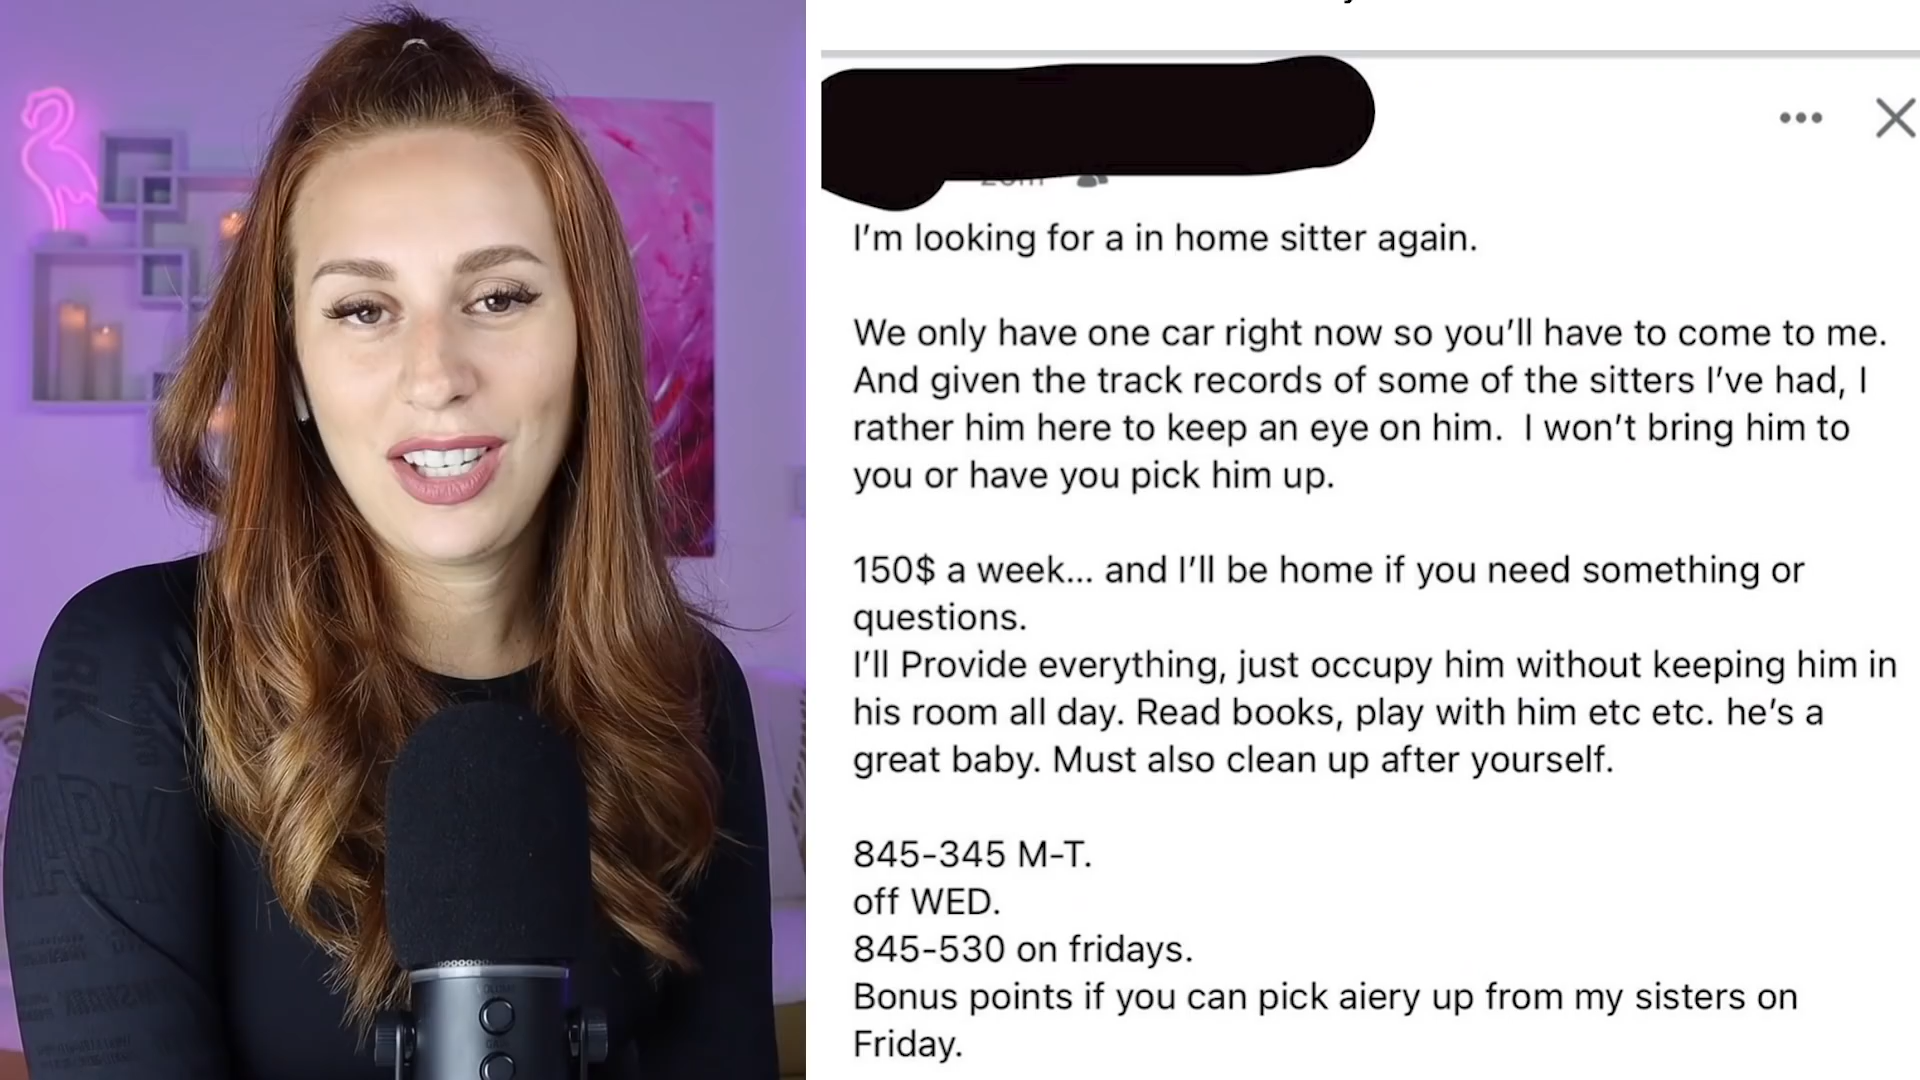 I'm looking for a in home sitter again.
We only have one car right now so you'll have to come to me.
And given the track records of some of the sitters I've had, I
rather him here to keep an eye on him.  I won't bring him to
you or have you pick him up.
150$ a week... and I'll be home if you need something or
questions.
I'll Provide everything, just occupy him without keeping him in
his room all day. Read books, play with him etc etc. he's a
great baby. Must also clean up after yourself.
845-345 M-T.
off WED.
845-530 on fridays.
Bonus points if you can pick aiery up from my sisters on
Friday.